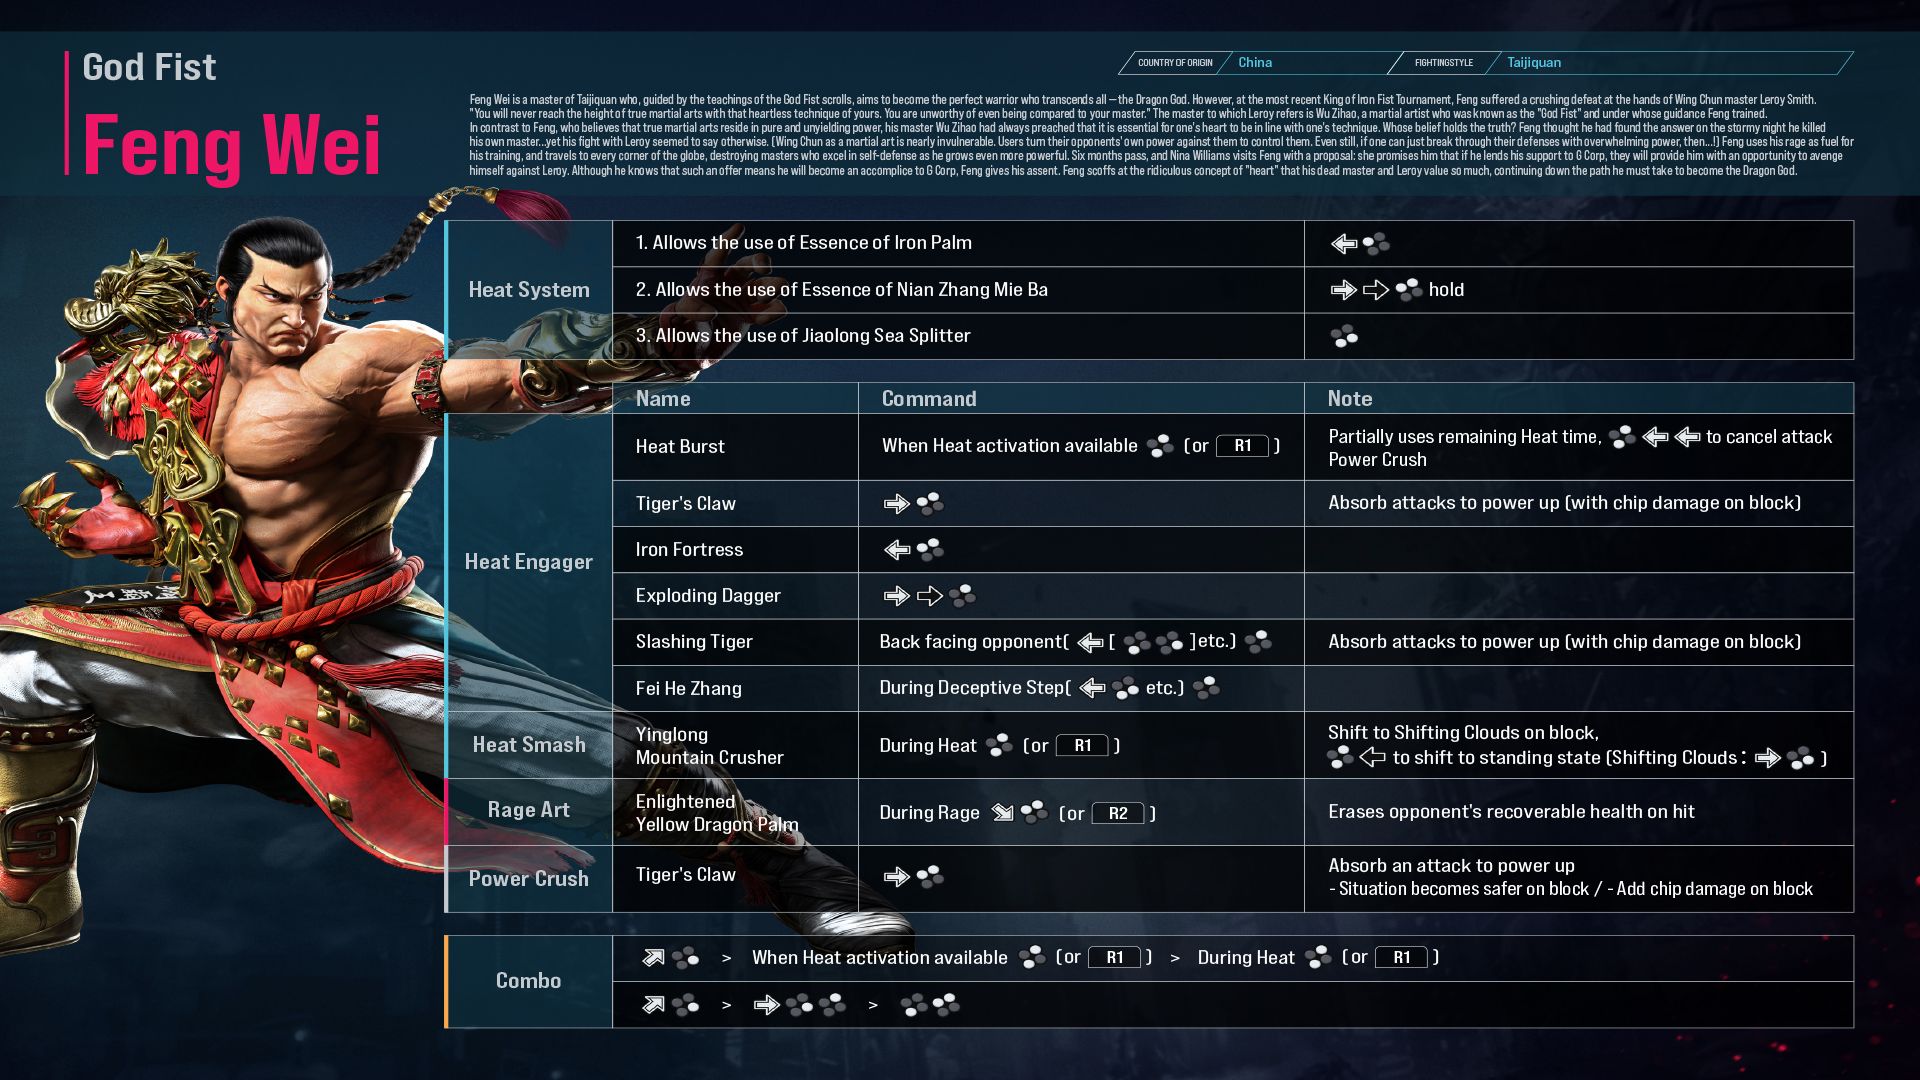 God Fist
Feng Wei
COUNTRY OF ORIGIN China FIGHTINGSTYLE Taijiquan
Feng Wei is a master of Taijiquan who, guided by the teachings of the God Fist scrolls, aims to become the perfect warrior who transcends all — the Dragon God. However, at the most recent King of Iron Fist Tournament, Feng suffered a crushing defeat at the hands of Wing Chun master Leroy Smith.
"You will never reach the height of true martial arts with that heartless technique of yours. You are unworthy of even being compared to your master." The master to which Leroy refers is Wu Zihao, a martial artist who was known as the "God Fist" and under whose guidance Feng trained.
In contrast to Feng, who believes that true martial arts reside in pure and unyielding power, his master Wu Zihao had always preached that it is essential for one's heart to be in line with one's technique. Whose belief holds the truth? Feng thought he had found the answer on the stormy night he killed
his own master...yet his fight with Leroy seemed to say otherwise. (Wing Chun as a martial art is nearly invulnerable. Users turn their opponents' own power against them to control them. Even still, if one can just break through their defenses with overwhelming power, then...!) Feng uses his rage as fuel for
his training, and travels to every corner of the globe, destroying masters who excel in self-defense as he grows even more powerful. Six months pass, and Nina Williams visits Feng with a proposal: she promises him that if he lends his support to G Corp, they will provide him with an opportunity to avenge
himself against Leroy. Although he knows that such an offer means he will become an accomplice to G Corp, Feng gives his assent. Feng scoffs at the ridiculous concept of "heart" that his dead master and Leroy value so much, continuing down the path he must take to become the Dragon God.
Heat System
1. Allows the use of Essence of Iron Palm
2. Allows the use of Essence of Nian Zhang Mie Ba hold
3. Allows the use of Jiaolong Sea Splitter
Name Command Note
Heat Engager
Heat Burst When Heat activation available (or R1 ) Partially uses remaining Heat time, to cancel attack
Power Crush
Tiger's Claw Absorb attacks to power up (with chip damage on block)
Iron Fortress
Exploding Dagger
Slashing Tiger Back facing opponent( [ ]etc.) Absorb attacks to power up (with chip damage on block)
Fei He Zhang During Deceptive Step( etc.)
Heat Smash
Yinglong
Mountain Crusher
During Heat (or R1 )
Shift to Shifting Clouds on block,
to shift to standing state (Shifting Clouds: )
Rage Art
Enlightened
Yellow Dragon Palm
During Rage (or R2 )
Erases opponent's recoverable health on hit
Power Crush
Tiger's Claw
Absorb an attack to power up
- Situation becomes safer on block / - Add chip damage on block
Combo
> When Heat activation available (or R1 ) > During Heat (or R1 )
> >